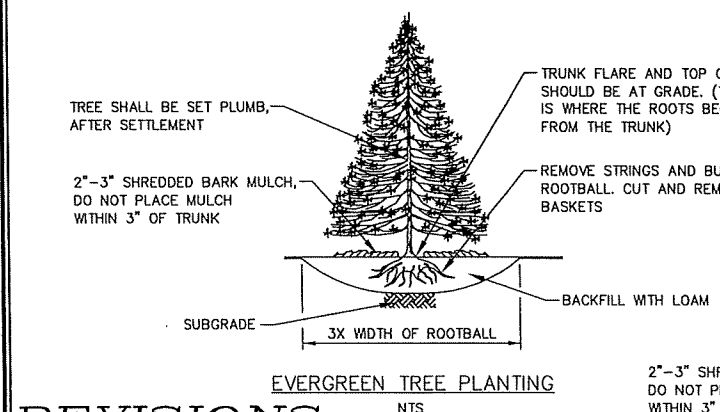 TREE SHALL BE SET PLUMB,
AFTER SETTLEMENT
2"-3" SHREDDED BARK MULCH,
DO NOT PLACE MULCH
WITHIN 3" OF TRUNK
TRUNK FLARE AND TOP
SHOULD BE AT GRADE.
IS WHERE THE ROOTS
FROM THE TRUNK)
REMOVE STRINGS AND
ROOTBALL. CUT AND
BASKETS
BACKFILL WITH LOAM
SUBGRADE
3X WIDTH OF ROOTBALL
EVERGREEN TREE PLANTING
NTS
REVISIONS
2"-3"
DO NOT
WITHIN 3"